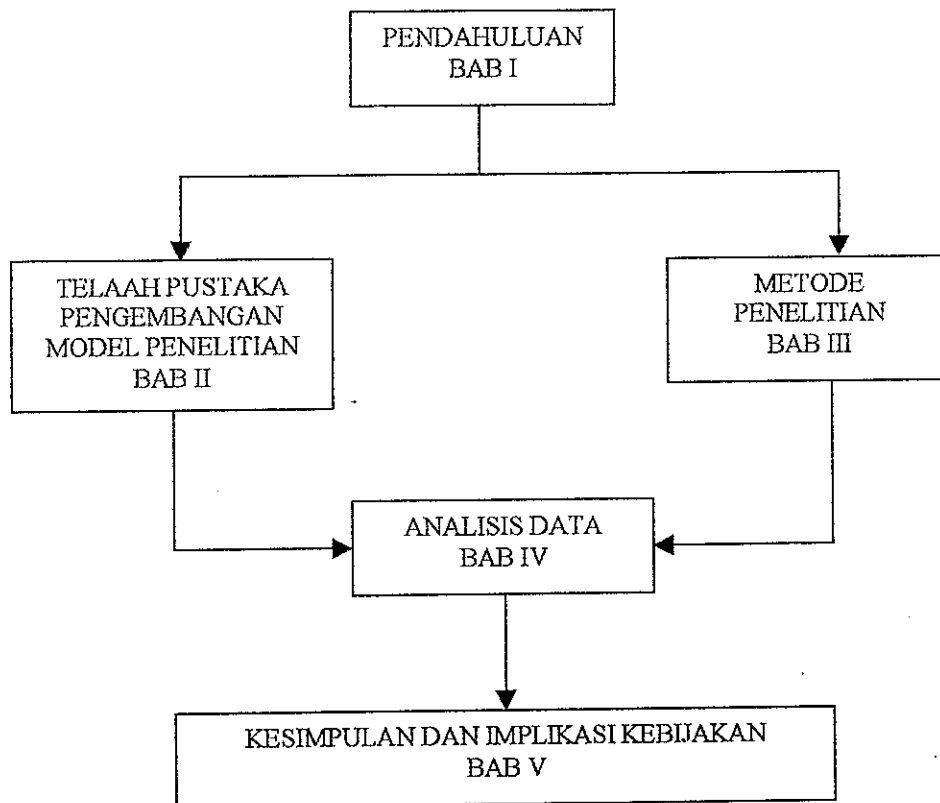 PENDAHULUAN
BAB I
TELAAH PUSTAKA
PENGEMBANGAN
MODEL PENELITIAN
BAB II
METODE
PENELITIAN
BAB III
ANALISIS DATA
BAB IV
KESIMPULAN DAN IMPLIKASI KEBIJAKAN
BAB V